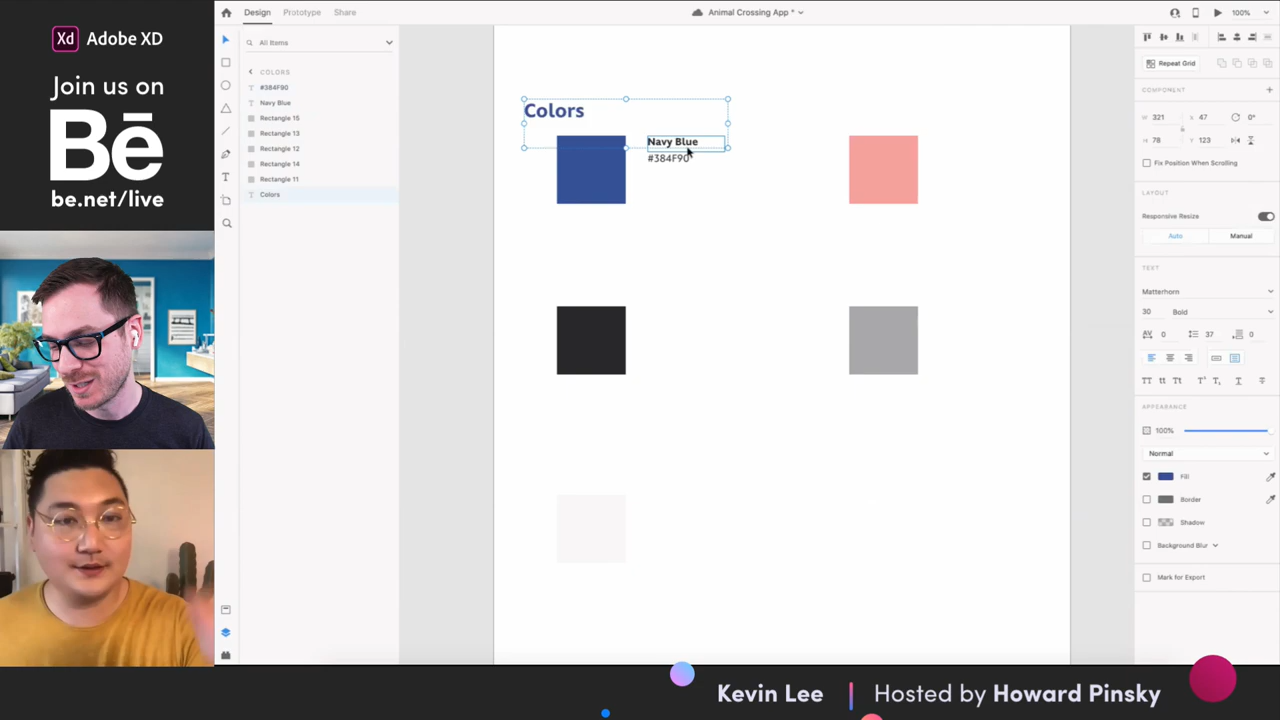 Xd Adobe XD
Join us on
Bē
be.net/live
Design Prototype Share
Animal Crossing App *
100%
All Items
COLORS
#384F90
Navy Blue
Rectangle 15
Rectangle 13
Rectangle 12
Rectangle 14
Rectangle 11
Colors
Colors
Navy Blue
#384F90
Repeat Grid
COMPONENT
W 321 X 47 0°
H 78 Y 123
Fix Position When Scrolling
LAYOUT
Responsive Resize
Auto Manual
TEXT
Matterhorn
30 Bold
0 37 0
TT tt Tt
APPEARANCE
100%
Normal
Fill
Border
Shadow
Background Blur
Mark for Export
Kevin Lee | Hosted by Howard Pinsky